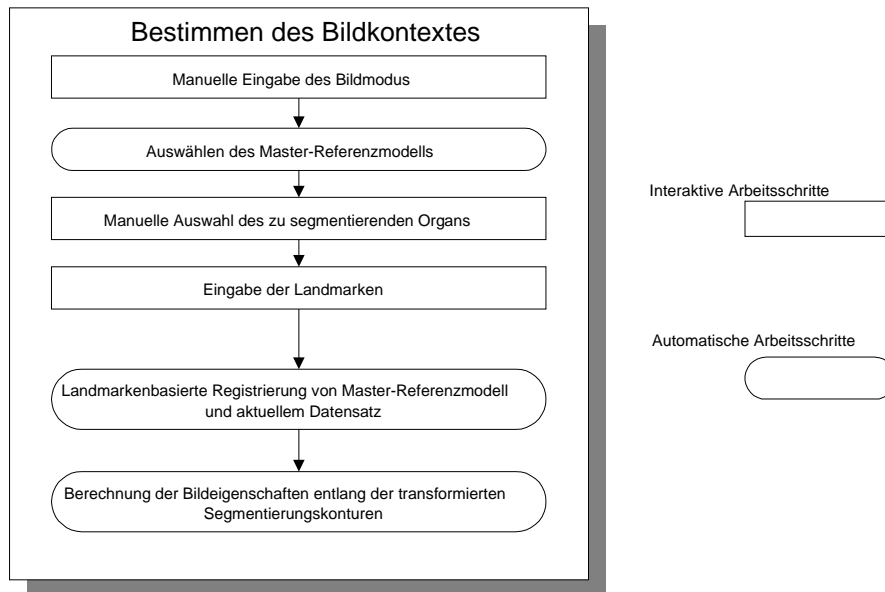 Bestimmen des Bildkontextes
Manuelle Eingabe des Bildmodus
Auswählen des Master-Referenzmodells
Manuelle Auswahl des zu segmentierenden Organs
Eingabe der Landmarken
Landmarkenbasierte Registrierung von Master-Referenzmodell
und aktuellem Datensatz
Berechnung der Bildeigenschaften entlang der transformierten
Segmentierungskonturen
Interaktive Arbeitsschritte
Automatische Arbeitsschritte